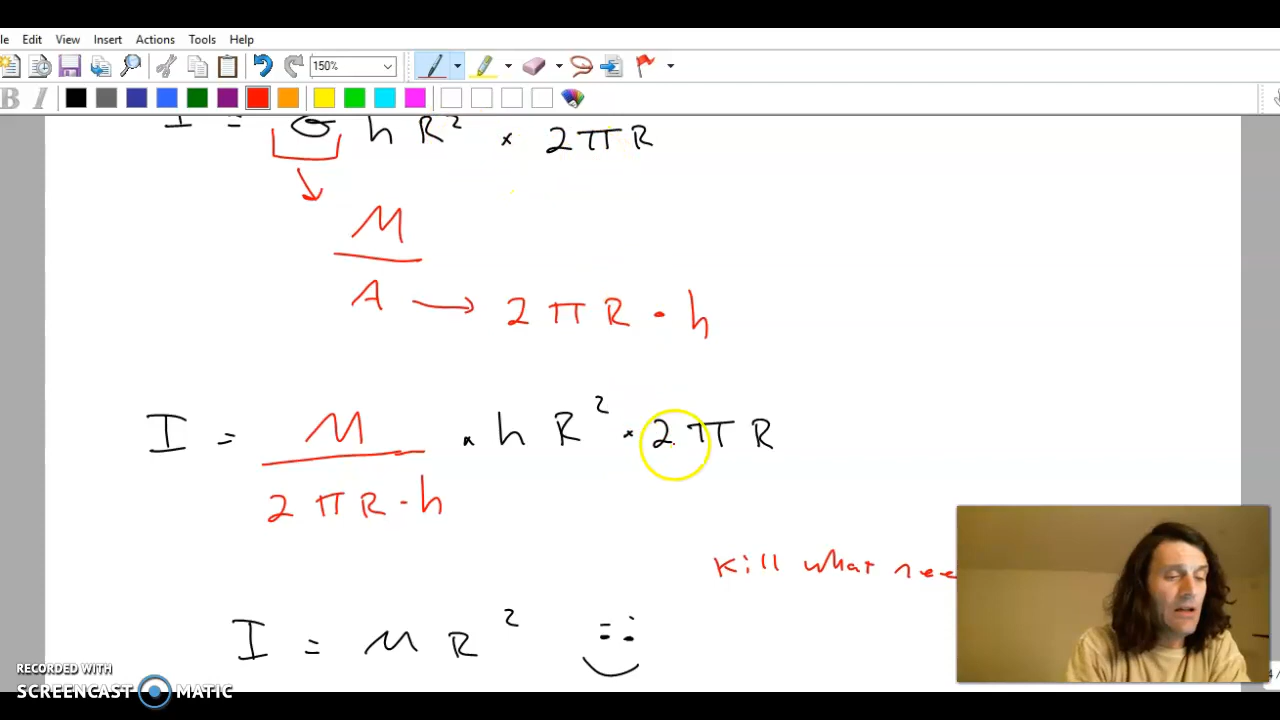 le Edit View Insert Actions Tools Help
150%
B I
I = σ h R² × 2πR
M
A → 2πR · h
I = M × h R² × 2πR
2πR · h
Kill what nee
I = MR²
RECORDED WITH
SCREENCAST MATIC